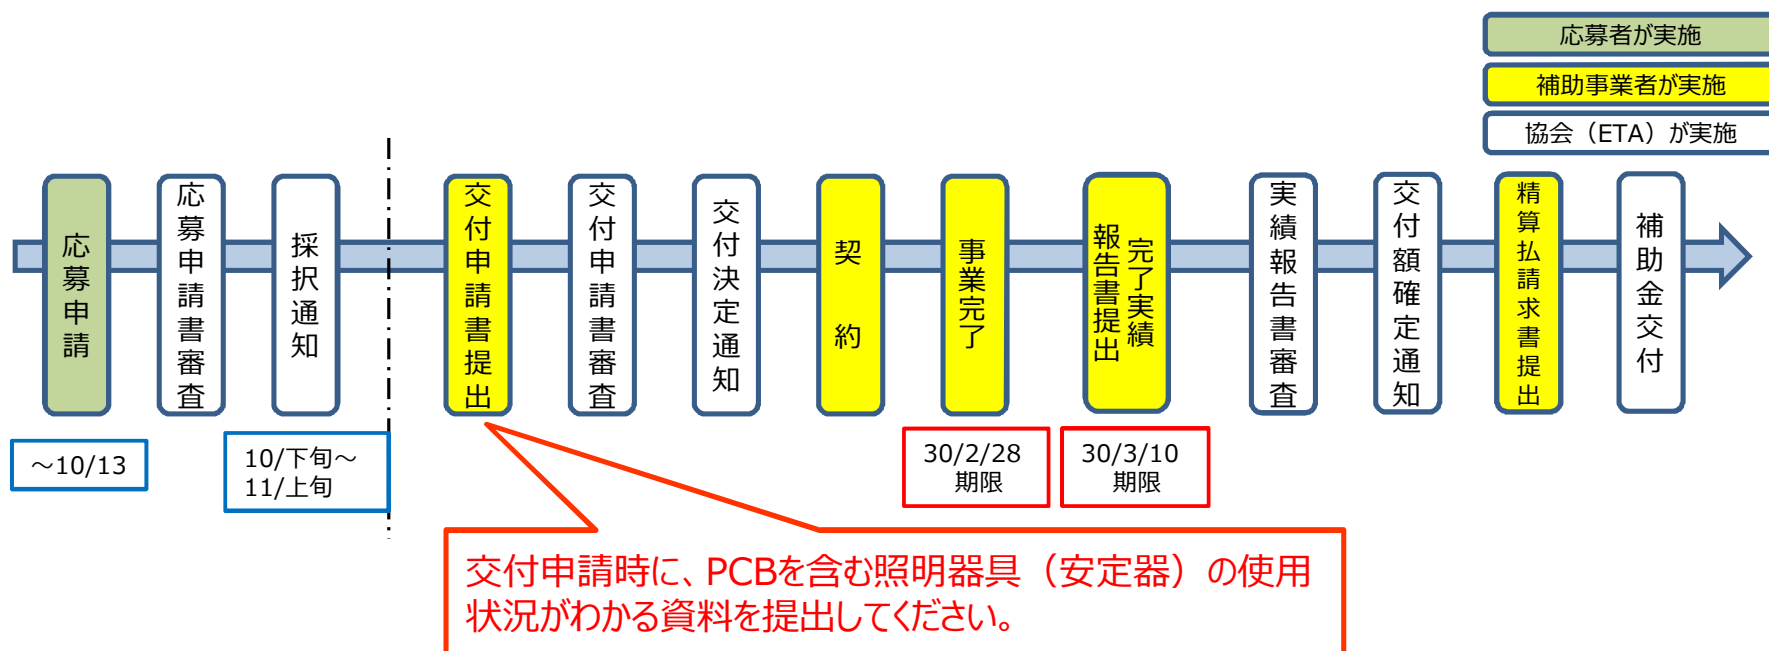 応募者が実施
補助事業者が実施
協会（ETA）が実施
応募申請
応募申請書審査
採択通知
交付申請書提出
交付申請書審査
交付決定通知
契約
事業完了
完了実績
報告書提出
実績報告書審査
交付額確定通知
精算払請求書提出
補助金交付
～10/13
10/下旬～
11/上旬
30/2/28
期限
30/3/10
期限
交付申請時に、PCBを含む照明器具（安定器）の使用
状況がわかる資料を提出してください。